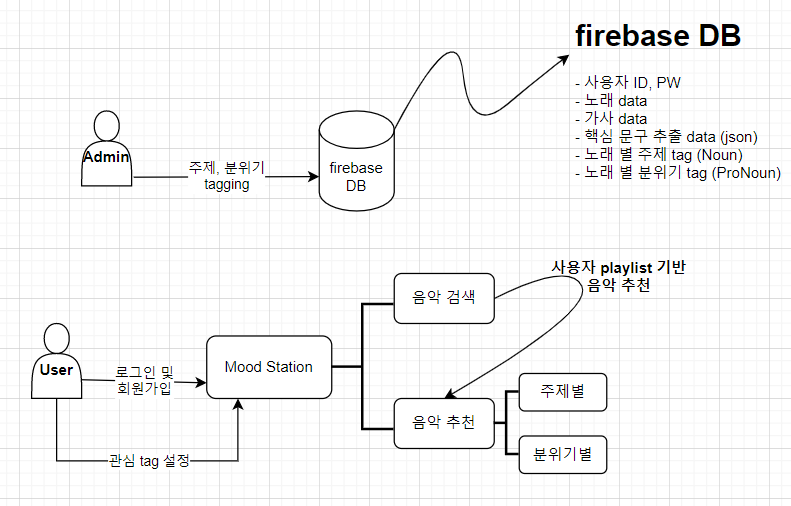 firebase DB
- 사용자 ID, PW
- 노래 data
- 가사 data
- 핵심 문구 추출 data (json)
- 노래 별 주제 tag (Noun)
- 노래 별 분위기 tag (ProNoun)
Admin
주제, 분위기
tagging
firebase
DB
사용자 playlist 기반
음악 추천
음악 검색
User
로그인 및
회원가입
Mood Station
주제별
음악 추천
분위기별
관심 tag 설정